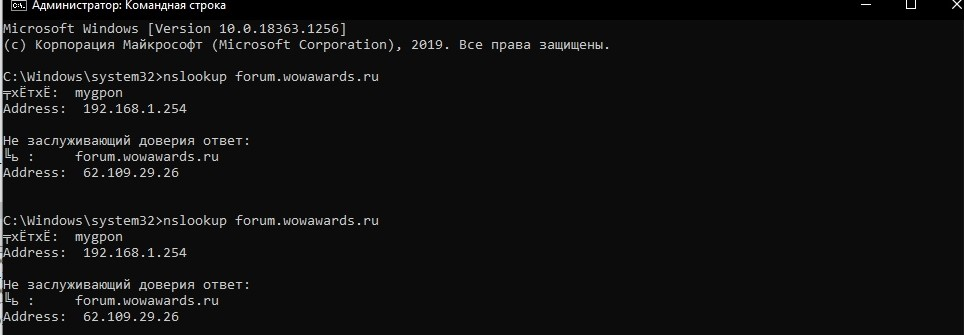 Администратор: Командная строка
Microsoft Windows [Version 10.0.18363.1256]
(c) Корпорация Майкрософт (Microsoft Corporation), 2019. Все права защищены.
C:\Windows\system32>nslookup forum.wowawards.ru
╤хЁтхЁ:  mygpon
Address:  192.168.1.254
Не заслуживающий доверия ответ:
╚ь :     forum.wowawards.ru
Address:  62.109.29.26
C:\Windows\system32>nslookup forum.wowawards.ru
╤хЁтхЁ:  mygpon
Address:  192.168.1.254
Не заслуживающий доверия ответ:
╚ь :     forum.wowawards.ru
Address:  62.109.29.26